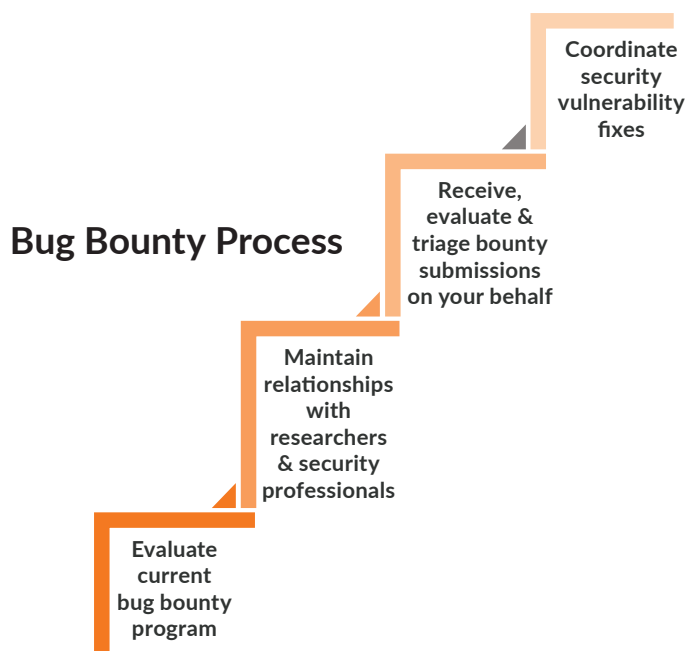 Bug Bounty Process
Evaluate
current
bug bounty
program
Maintain
relationships
with
researchers
& security
professionals
Receive,
evaluate &
triage bounty
submissions
on your behalf
Coordinate
security
vulnerability
fixes